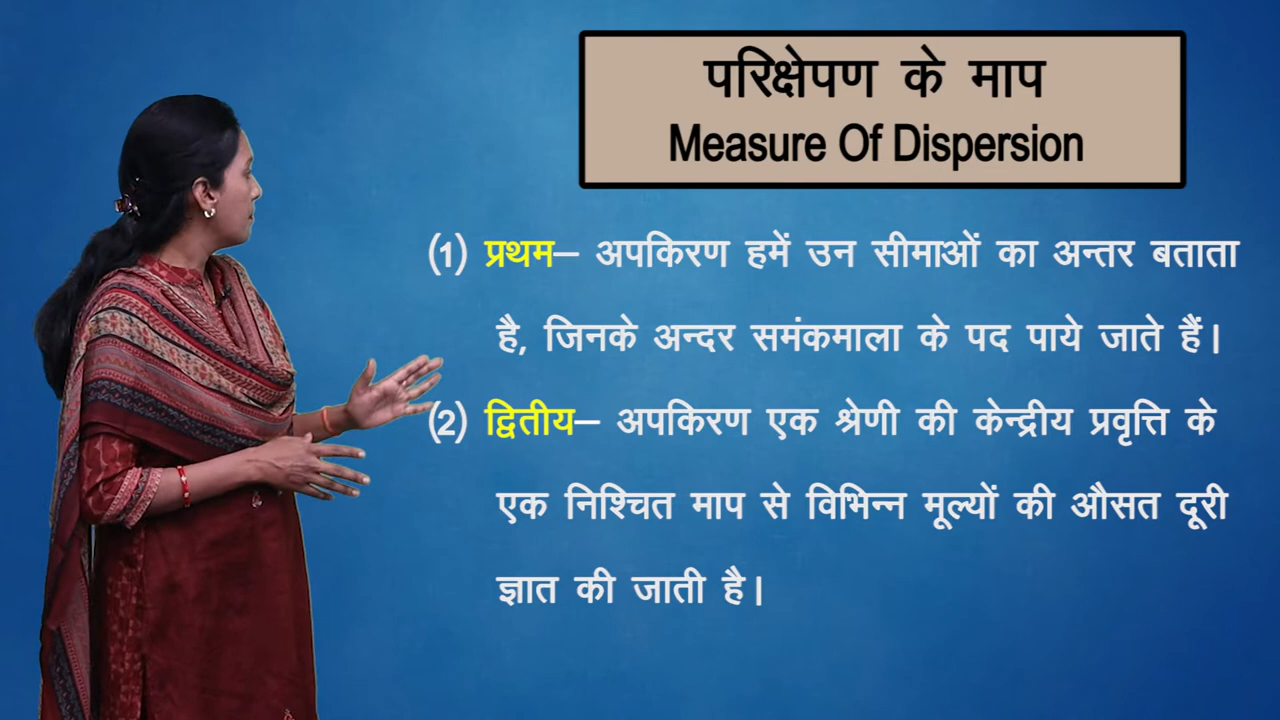 परिक्षेपण के माप
Measure Of Dispersion
(1) प्रथम– अपकिरण हमें उन सीमाओं का अन्तर बताता
है, जिनके अन्दर समंकमाला के पद पाये जाते हैं।
(2) द्वितीय– अपकिरण एक श्रेणी की केन्द्रीय प्रवृत्ति के
एक निश्चित माप से विभिन्न मूल्यों की औसत दूरी
ज्ञात की जाती है।